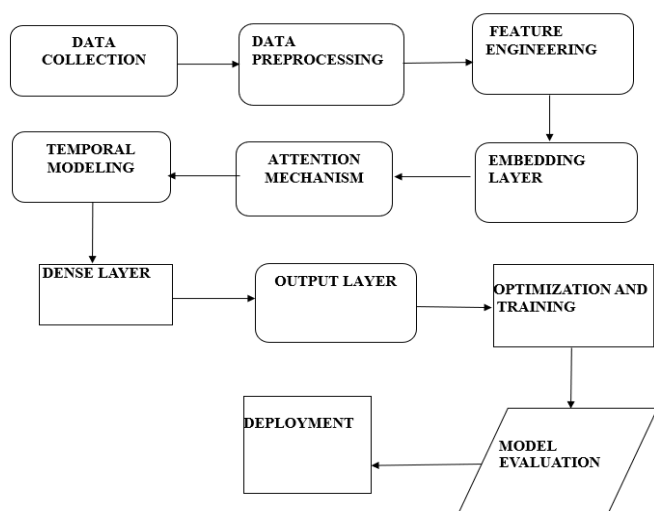 DATA
COLLECTION
DATA
PREPROCESSING
FEATURE
ENGINEERING
EMBEDDING
LAYER
ATTENTION
MECHANISM
TEMPORAL
MODELING
DENSE LAYER
OUTPUT LAYER
OPTIMIZATION AND
TRAINING
MODEL
EVALUATION
DEPLOYMENT